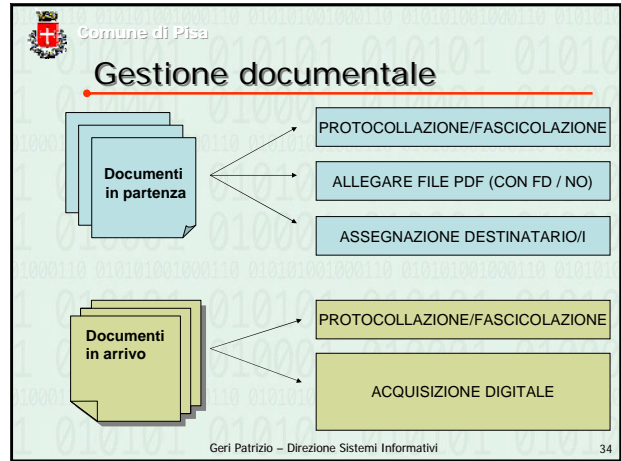 Comune di Pisa
Gestione documentale
Documenti
in partenza
PROTOCOLLAZIONE/FASCICOLAZIONE
ALLEGARE FILE PDF (CON FD / NO)
ASSEGNAZIONE DESTINATARIO/I
Documenti
in arrivo
PROTOCOLLAZIONE/FASCICOLAZIONE
ACQUISIZIONE DIGITALE
Geri Patrizio – Direzione Sistemi Informativi
34